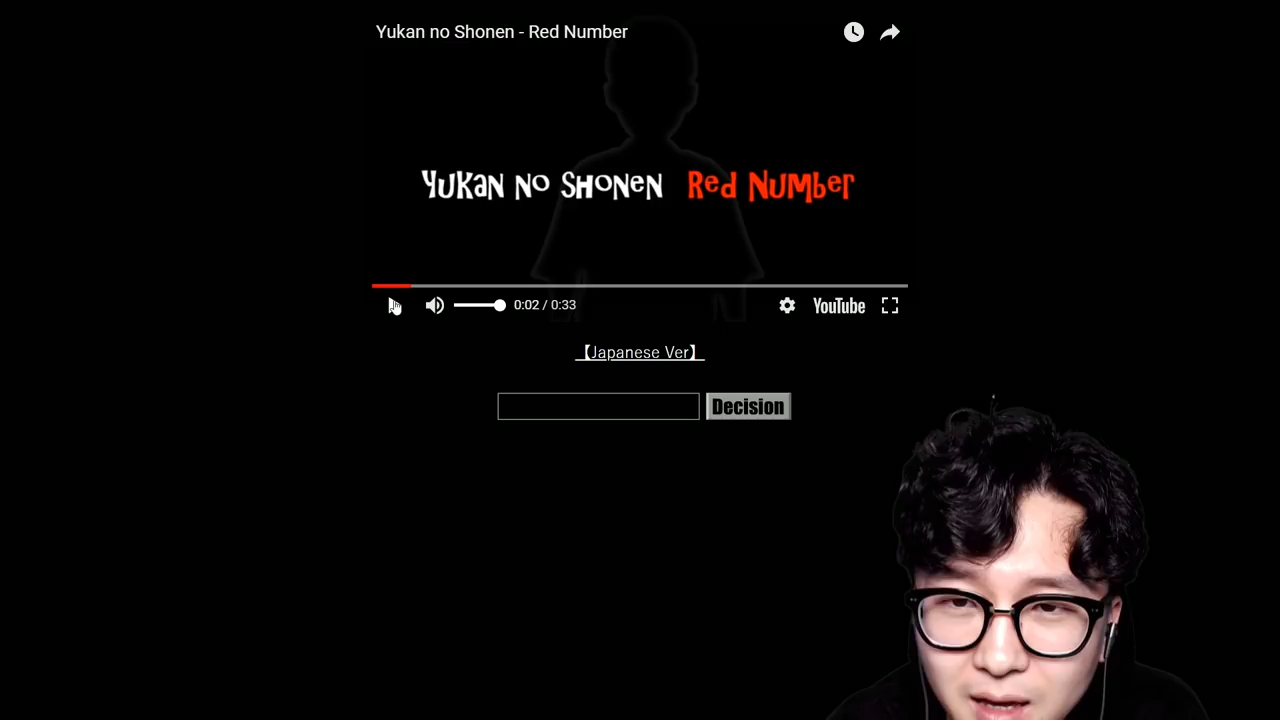 Yukan no Shonen - Red Number
Yukan no Shonen Red Number
0:02 / 0:33
YouTube
【Japanese Ver】
Decision